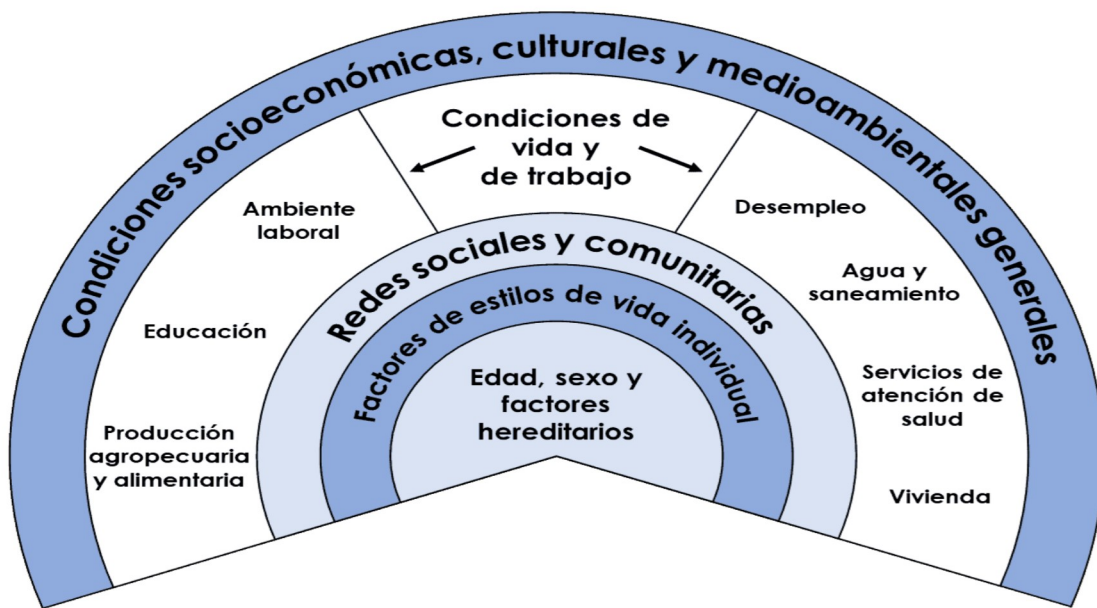 Condiciones socioeconómicas, culturales y medioambientales generales
Condiciones de
vida y
de trabajo
Ambiente
laboral
Educación
Producción
agropecuaria
y alimentaria
Desempleo
Agua y
saneamiento
Servicios de
atención de
salud
Vivienda
Redes sociales y comunitarias
Factores de estilos de vida individual
Edad, sexo y
factores
hereditarios